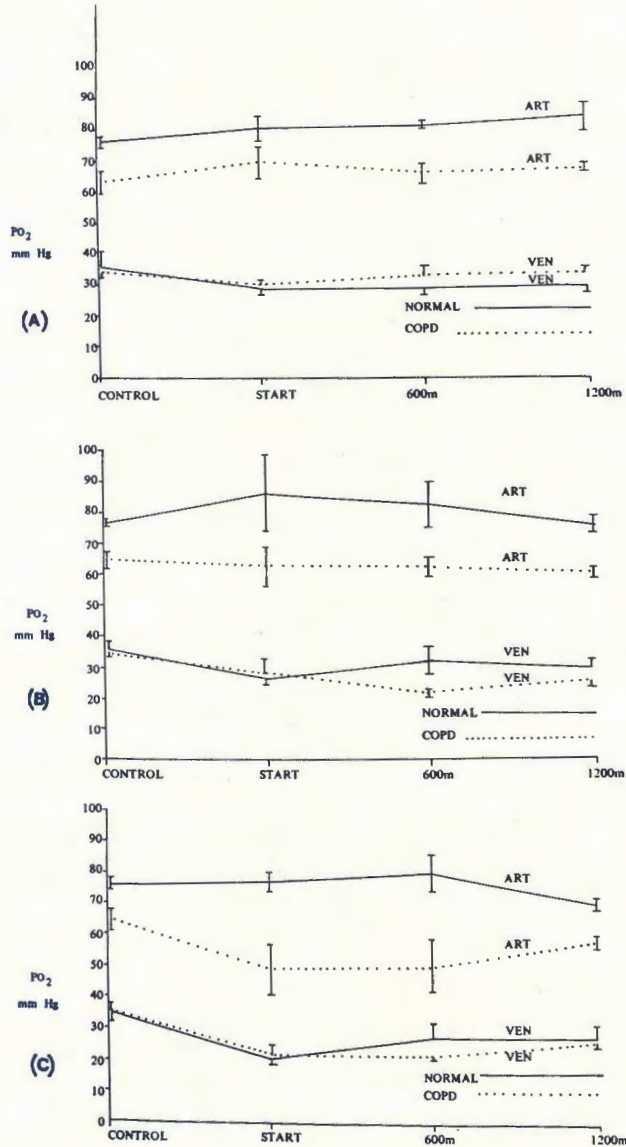 100
90
ART
80
70
ART
60
50
PO2
mm Hg
40
VEN
30
VEN
(A)
20
NORMAL
10
COPD
0
CONTROL START 600m 1200m
100
90
ART
80
70
ART
60
50
PO2
40
mm Hg
VEN
30
VEN
(B)
20
NORMAL
10
COPD
0
CONTROL START 600m 1200m
100
90
80
ART
70
60
ART
50
PO2
40
mm Hg
30
VEN
20
VEN
(C)
NORMAL
10
COPD
0
CONTROL START 600m 1200m